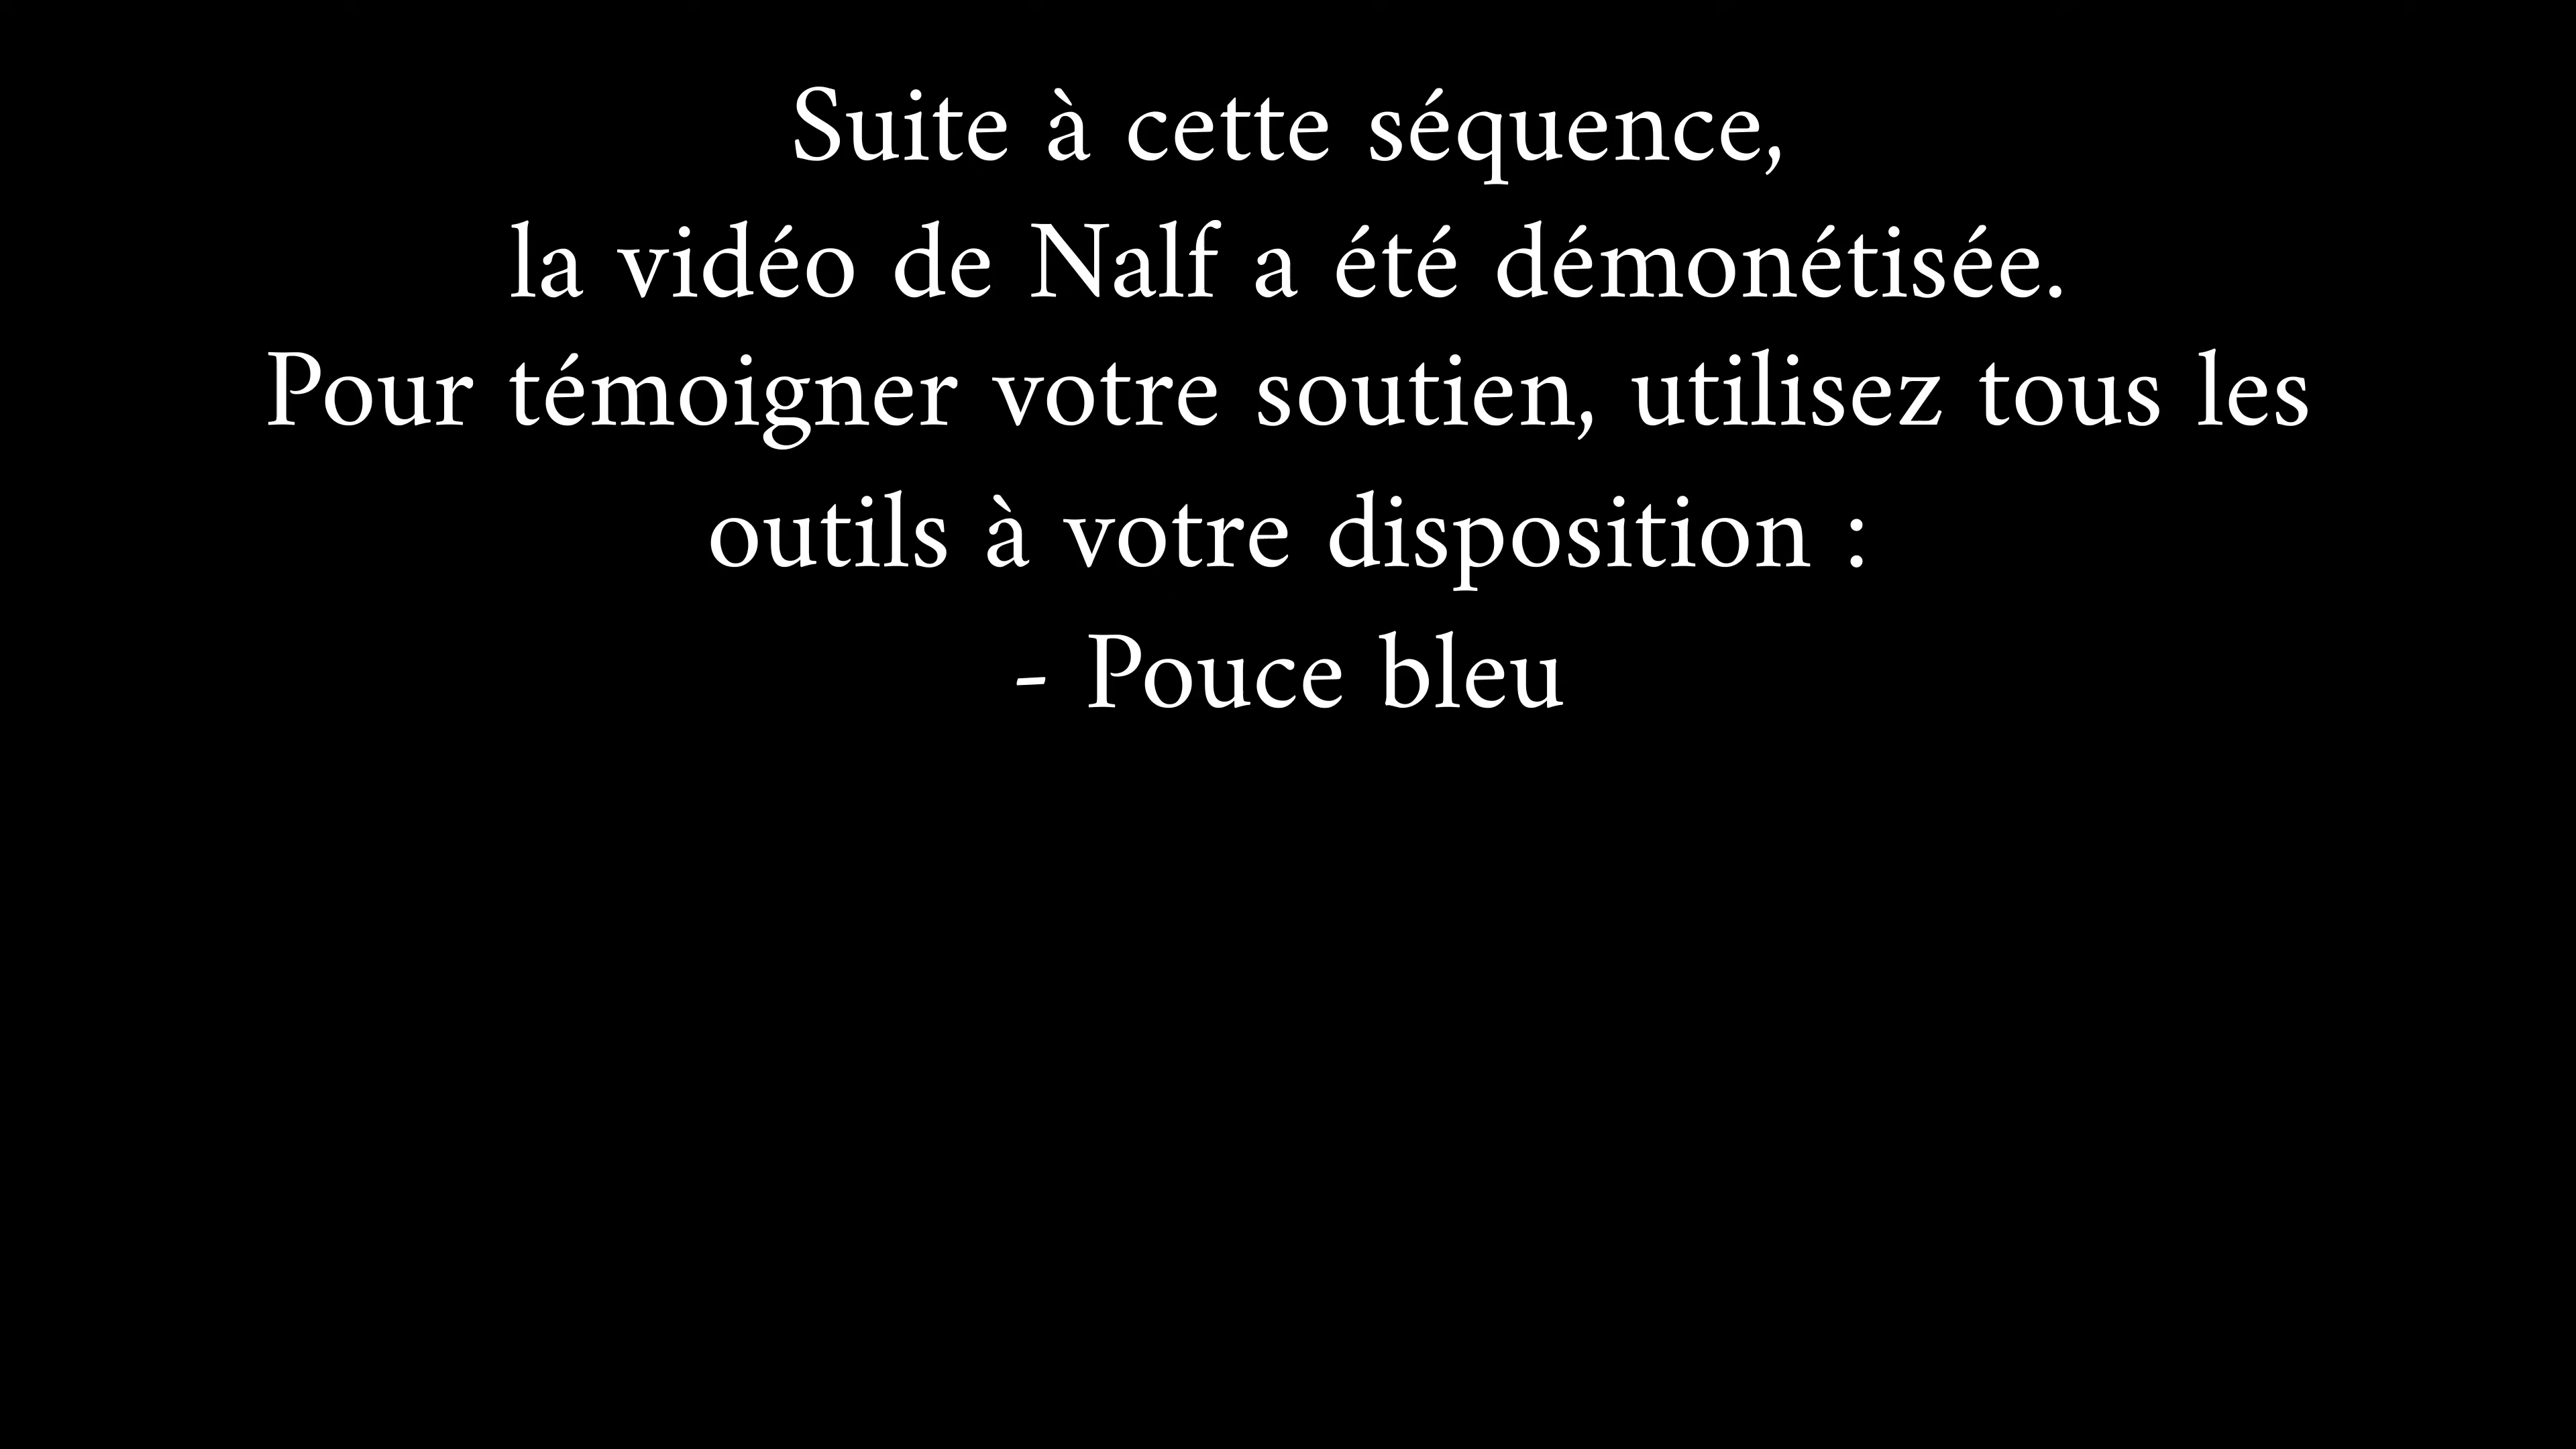 Suite à cette séquence,
la vidéo de Nalf a été démonétisée.
Pour témoigner votre soutien, utilisez tous les
outils à votre disposition :
- Pouce bleu